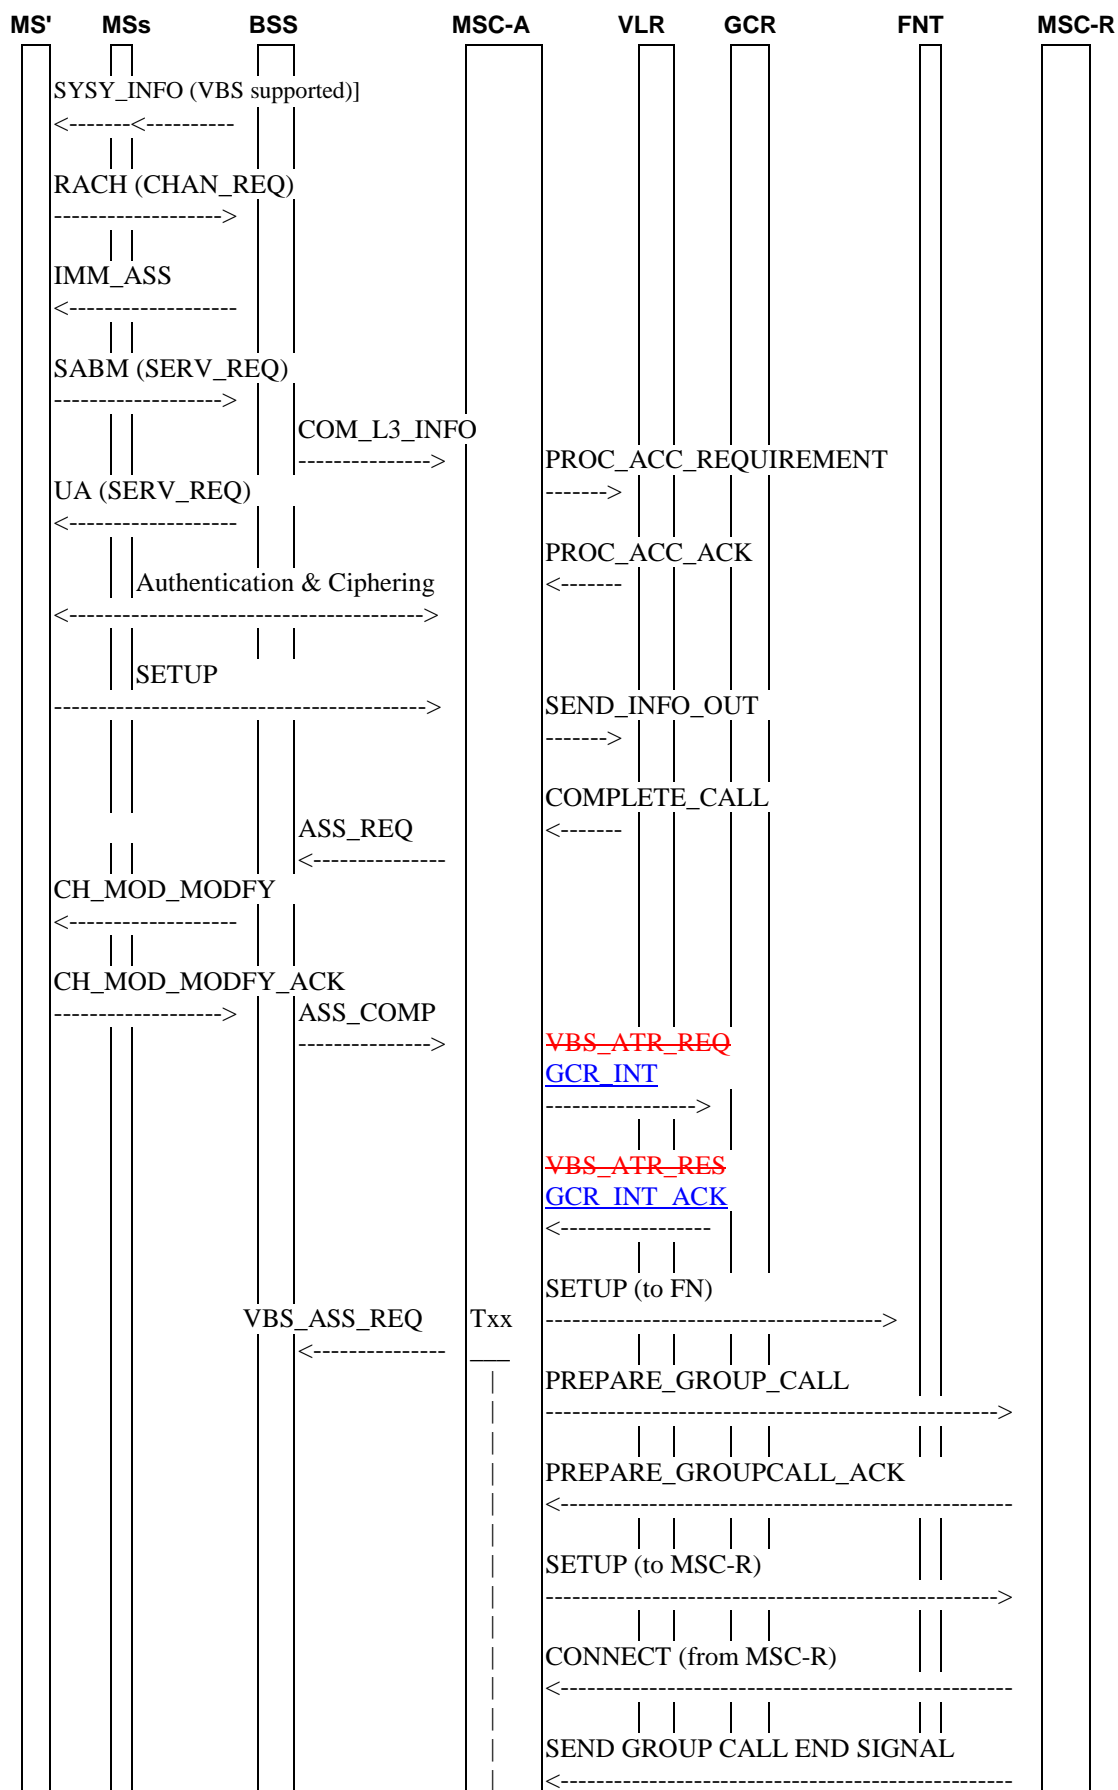 MS' MSs BSS MSC-A VLR GCR FNT MSC-R
SYSY_INFO (VBS supported)]
<-------<----------
RACH (CHAN_REQ)
------------------->
IMM_ASS
<-------------------
SABM (SERV_REQ)
------------------->
COM_L3_INFO
--------------->
PROC_ACC_REQUIREMENT
------->
UA (SERV_REQ)
<-------------------
PROC_ACC_ACK
<-------
Authentication & Ciphering
<---------------------------------------->
SETUP
------------------------------------------>
SEND_INFO_OUT
------->
COMPLETE_CALL
<-------
ASS_REQ
<---------------
CH_MOD_MODFY
<-------------------
CH_MOD_MODFY_ACK
------------------->
ASS_COMP
--------------->
VBS_ATR_REQ
GCR_INT
----------------->
VBS_ATR_RES
GCR_INT_ACK
<-----------------
SETUP (to FN)
-------------------------------------->
VBS_ASS_REQ Txx
<--------------- ___
PREPARE_GROUP_CALL
--------------------------------------------------->
PREPARE_GROUPCALL_ACK
<---------------------------------------------------
SETUP (to MSC-R)
--------------------------------------------------->
CONNECT (from MSC-R)
<---------------------------------------------------
SEND GROUP CALL END SIGNAL
<---------------------------------------------------